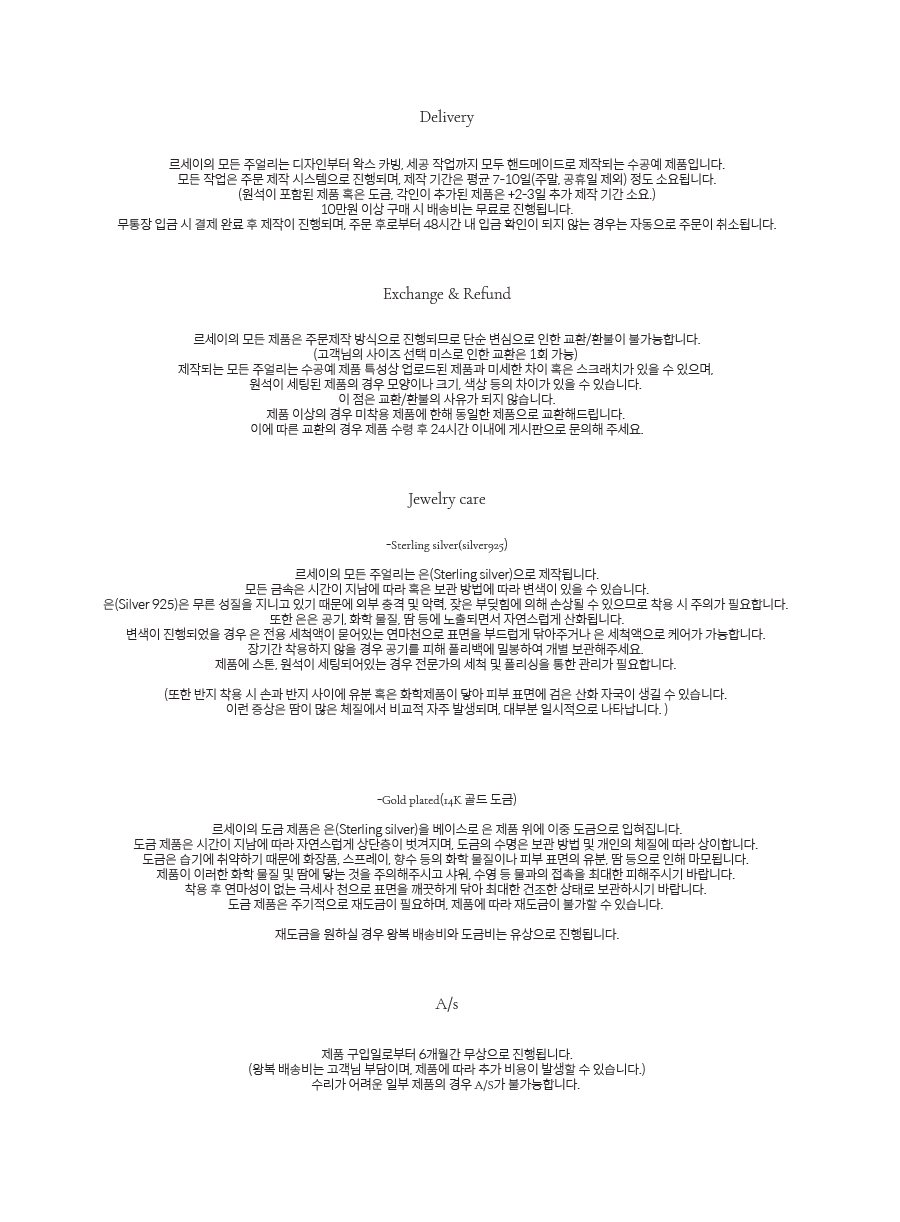 Delivery
르세이의 모든 주얼리는 디자인부터 왁스 카빙, 세공 작업까지 모두 핸드메이드로 제작되는 수공예 제품입니다.
모든 작업은 주문 제작 시스템으로 진행되며, 제작 기간은 평균 7-10일(주말, 공휴일 제외) 정도 소요됩니다.
(원석이 포함된 제품 혹은 도금, 각인이 추가된 제품은 +2-3일 추가 제작 기간 소요.)
10만원 이상 구매 시 배송비는 무료로 진행됩니다.
무통장 입금 시 결제 완료 후 제작이 진행되며, 주문 후로부터 48시간 내 입금 확인이 되지 않는 경우는 자동으로 주문이 취소됩니다.
Exchange & Refund
르세이의 모든 제품은 주문제작 방식으로 진행되므로 단순 변심으로 인한 교환/환불이 불가능합니다.
(고객님의 사이즈 선택 미스로 인한 교환은 1회 가능)
제작되는 모든 주얼리는 수공예 제품 특성상 업로드된 제품과 미세한 차이 혹은 스크래치가 있을 수 있으며,
원석이 세팅된 제품의 경우 모양이나 크기, 색상 등의 차이가 있을 수 있습니다.
이 점은 교환/환불의 사유가 되지 않습니다.
제품 이상의 경우 미착용 제품에 한해 동일한 제품으로 교환해드립니다.
이에 따른 교환의 경우 제품 수령 후 24시간 이내에 게시판으로 문의해 주세요.
Jewelry care
-Sterling silver(silver925)
르세이의 모든 주얼리는 은(Sterling silver)으로 제작됩니다.
모든 금속은 시간이 지남에 따라 혹은 보관 방법에 따라 변색이 있을 수 있습니다.
은(Silver 925)은 무른 성질을 지니고 있기 때문에 외부 충격 및 악력, 잦은 부딪힘에 의해 손상될 수 있으므로 착용 시 주의가 필요합니다.
또한 은은 공기, 화학 물질, 땀 등에 노출되면서 자연스럽게 산화됩니다.
변색이 진행되었을 경우 은 전용 세척액이 묻어있는 연마천으로 표면을 부드럽게 닦아주거나 은 세척액으로 케어가 가능합니다.
장기간 착용하지 않을 경우 공기를 피해 폴리백에 밀봉하여 개별 보관해주세요.
제품에 스톤, 원석이 세팅되어있는 경우 전문가의 세척 및 폴리싱을 통한 관리가 필요합니다.
(또한 반지 착용 시 손과 반지 사이에 유분 혹은 화학제품이 닿아 피부 표면에 검은 산화 자국이 생길 수 있습니다.
이런 증상은 땀이 많은 체질에서 비교적 자주 발생되며, 대부분 일시적으로 나타납니다. )
-Gold plated(14K 골드 도금)
르세이의 도금 제품은 은(Sterling silver)을 베이스로 은 제품 위에 이중 도금으로 입혀집니다.
도금 제품은 시간이 지남에 따라 자연스럽게 상단층이 벗겨지며, 도금의 수명은 보관 방법 및 개인의 체질에 따라 상이합니다.
도금은 습기에 취약하기 때문에 화장품, 스프레이, 향수 등의 화학 물질이나 피부 표면의 유분, 땀 등으로 인해 마모됩니다.
제품이 이러한 화학 물질 및 땀에 닿는 것을 주의해주시고 샤워, 수영 등 물과의 접촉을 최대한 피해주시기 바랍니다.
착용 후 연마성이 없는 극세사 천으로 표면을 깨끗하게 닦아 최대한 건조한 상태로 보관하시기 바랍니다.
도금 제품은 주기적으로 재도금이 필요하며, 제품에 따라 재도금이 불가할 수 있습니다.
재도금을 원하실 경우 왕복 배송비와 도금비는 유상으로 진행됩니다.
A/s
제품 구입일로부터 6개월간 무상으로 진행됩니다.
(왕복 배송비는 고객님 부담이며, 제품에 따라 추가 비용이 발생할 수 있습니다.)
수리가 어려운 일부 제품의 경우 A/S가 불가능합니다.